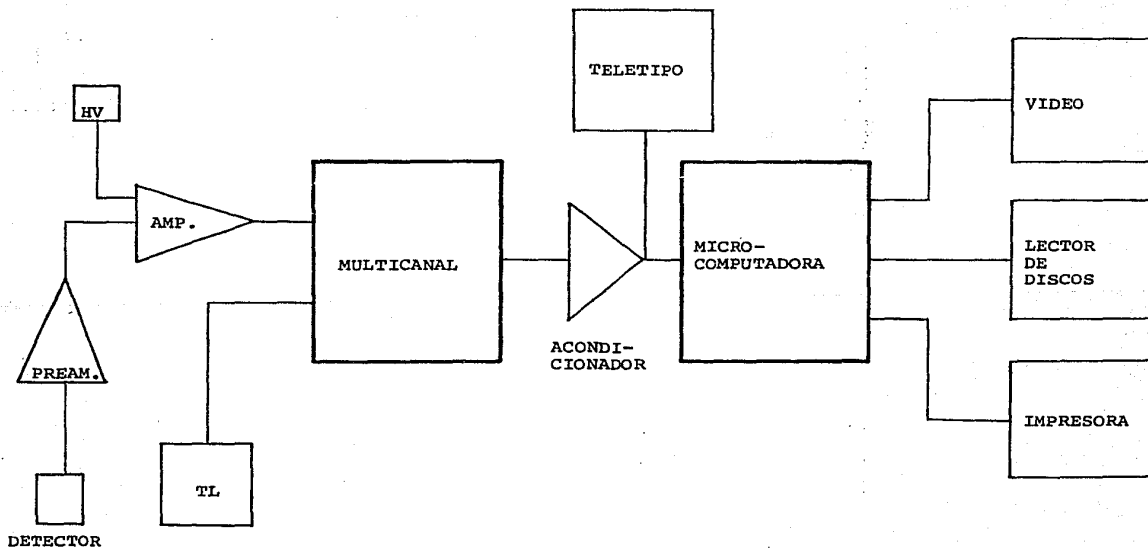 TELETIPO
VIDEO
HV
AMP.
MULTICANAL
MICRO-
COMPUTADORA
LECTOR
DE
DISCOS
ACONDI-
CIONADOR
PREAM.
IMPRESORA
TL
DETECTOR